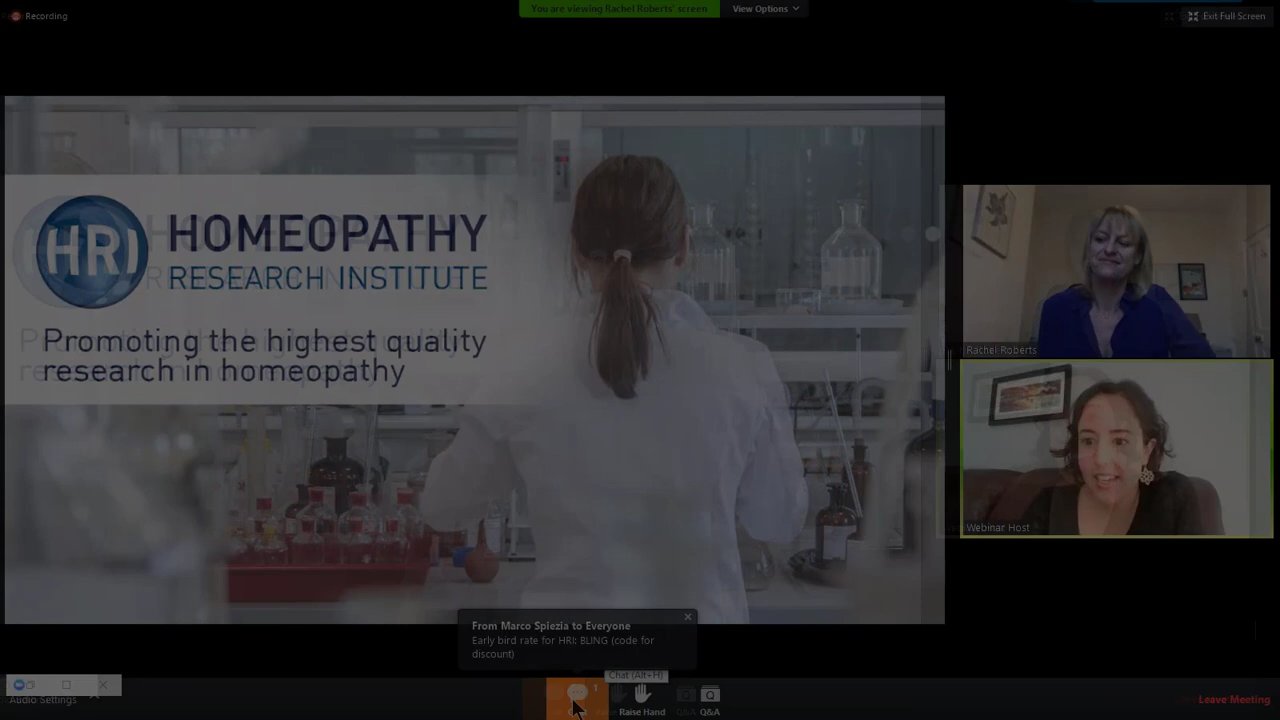 Recording
You are viewing Rachel Roberts' screen
View Options
Exit Full Screen
HRI
HOMEOPATHY
RESEARCH INSTITUTE
Promoting the highest quality
research in homeopathy
Rachel Roberts
Webinar Host
From Marco Spiezia to Everyone
Early bird rate for HRI: BLING (code for
discount)
Chat (Alt+H)
1
Audio Settings
Raise Hand
Q&A
Q&A
Leave Meeting